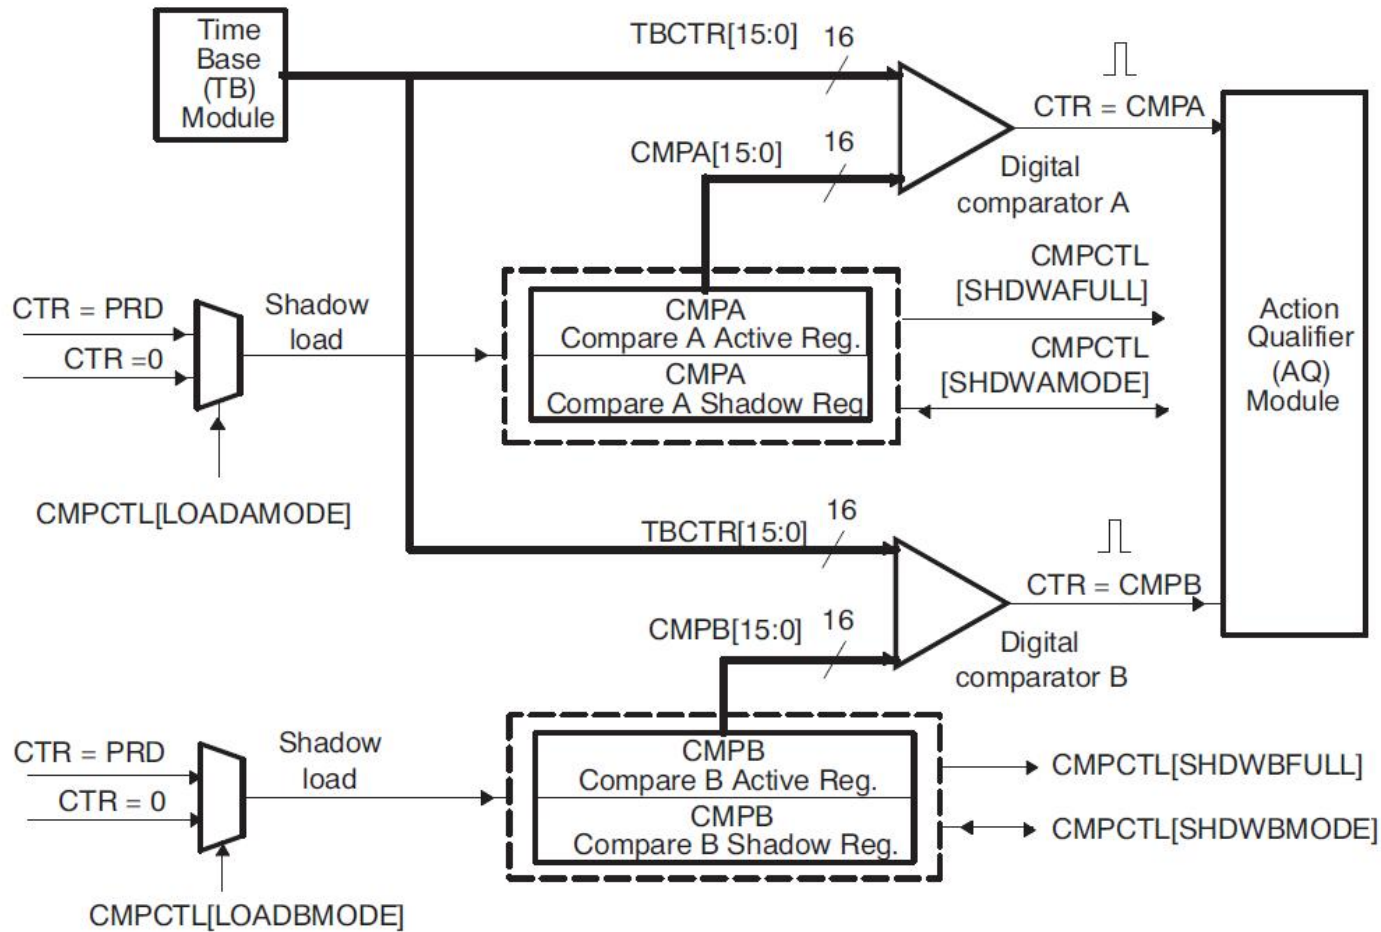 Time
Base
(TB)
Module
TBCTR[15:0]
16
CTR = CMPA
CMPA[15:0]
16
Digital
comparator A
CMPCTL
[SHDWAFULL]
CMPCTL
[SHDWAMODE]
Action
Qualifier
(AQ)
Module
CTR = PRD
CTR =0
Shadow
load
CMPA
Compare A Active Reg.
CMPA
Compare A Shadow Reg
CMPCTL[LOADAMODE]
TBCTR[15:0]
16
CTR = CMPB
CMPB[15:0]
16
Digital
comparator B
CTR = PRD
CTR = 0
Shadow
load
CMPB
Compare B Active Reg.
CMPB
Compare B Shadow Reg.
CMPCTL[SHDWBFULL]
CMPCTL[SHDWBMODE]
CMPCTL[LOADBMODE]